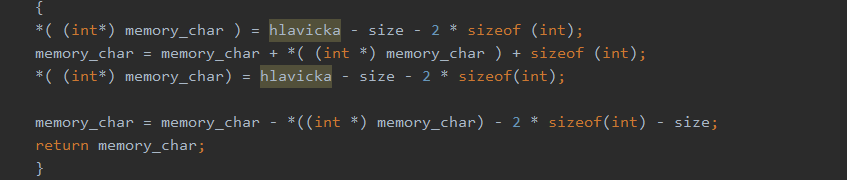 {
*( (int*) memory_char ) = hlavicka - size - 2 * sizeof (int);
memory_char = memory_char + *( (int *) memory_char ) + sizeof (int);
*( (int*) memory_char) = hlavicka - size - 2 * sizeof(int);
memory_char = memory_char - *((int *) memory_char) - 2 * sizeof(int) - size;
return memory_char;
}